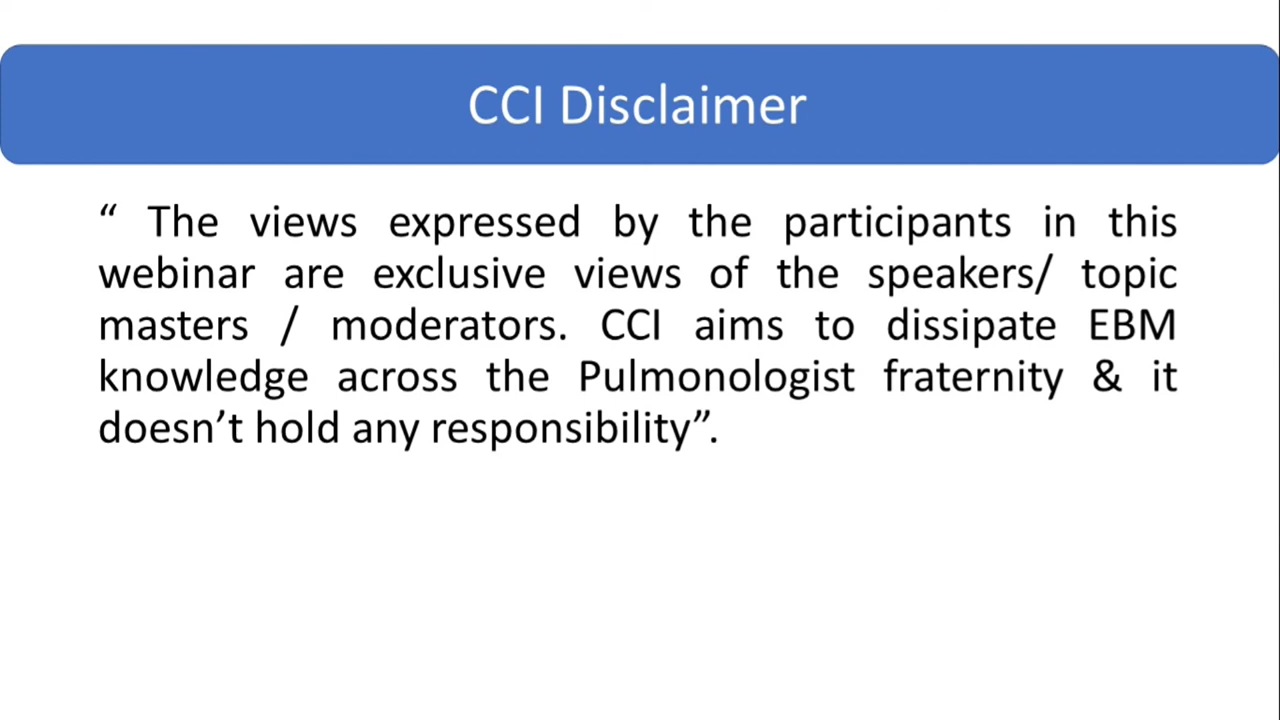 CCI Disclaimer
“ The views expressed by the participants in this
webinar are exclusive views of the speakers/ topic
masters / moderators. CCI aims to dissipate EBM
knowledge across the Pulmonologist fraternity & it
doesn’t hold any responsibility”.